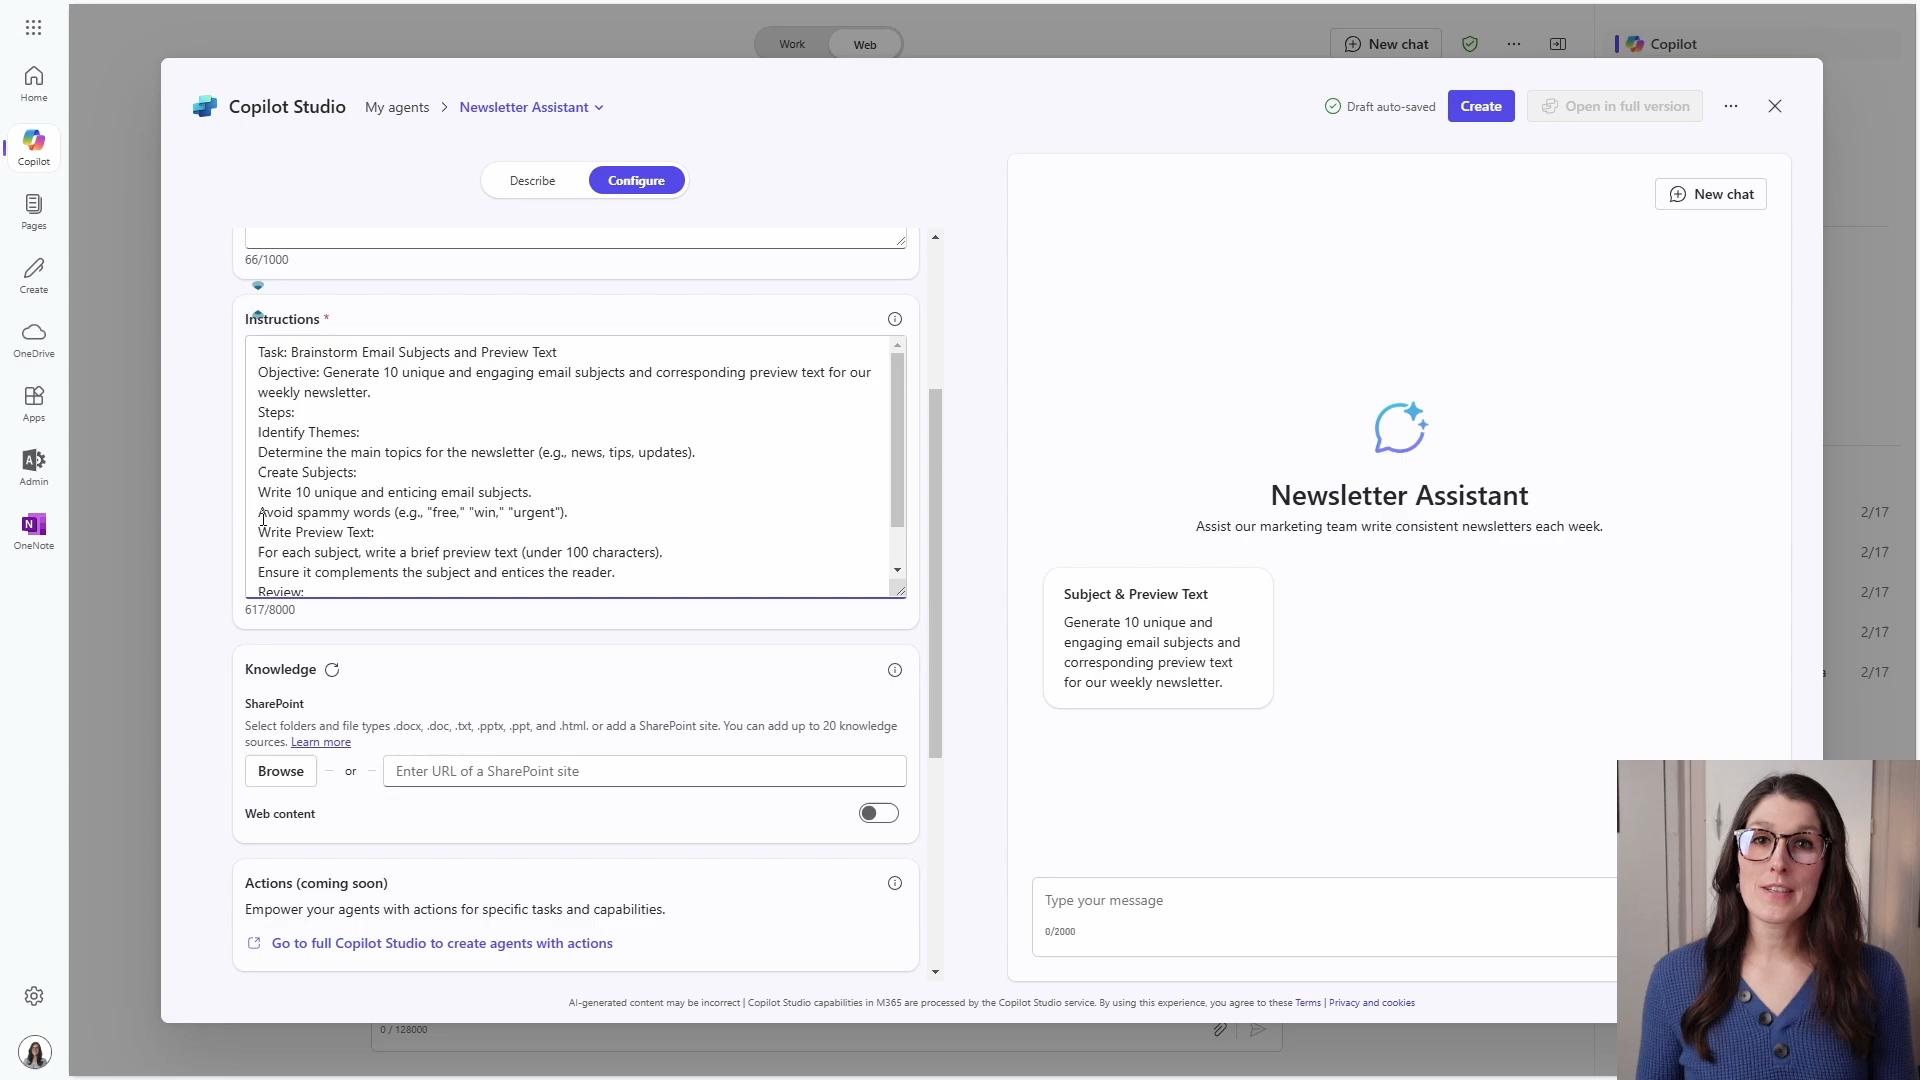 Work
Web
New chat
Copilot
Home
Copilot
Pages
Create
OneDrive
Apps
Admin
OneNote
Copilot Studio
My agents
Newsletter Assistant
Draft auto-saved
Create
Open in full version
Describe
Configure
66/1000
Instructions *
Task: Brainstorm Email Subjects and Preview Text
Objective: Generate 10 unique and engaging email subjects and corresponding preview text for our
weekly newsletter.
Steps:
Identify Themes:
Determine the main topics for the newsletter (e.g., news, tips, updates).
Create Subjects:
Write 10 unique and enticing email subjects.
Avoid spammy words (e.g., "free," "win," "urgent").
Write Preview Text:
For each subject, write a brief preview text (under 100 characters).
Ensure it complements the subject and entices the reader.
Review:
617/8000
Knowledge
SharePoint
Select folders and file types .docx, .doc, .txt, .pptx, .ppt, and .html. or add a SharePoint site. You can add up to 20 knowledge
sources. Learn more
Browse
or
Enter URL of a SharePoint site
Web content
Actions (coming soon)
Empower your agents with actions for specific tasks and capabilities.
Go to full Copilot Studio to create agents with actions
New chat
Newsletter Assistant
Assist our marketing team write consistent newsletters each week.
Subject & Preview Text
Generate 10 unique and
engaging email subjects and
corresponding preview text
for our weekly newsletter.
Type your message
0/2000
2/17
2/17
2/17
2/17
a 2/17
AI-generated content may be incorrect | Copilot Studio capabilities in M365 are processed by the Copilot Studio service. By using this experience, you agree to these Terms | Privacy and cookies
0 / 128000